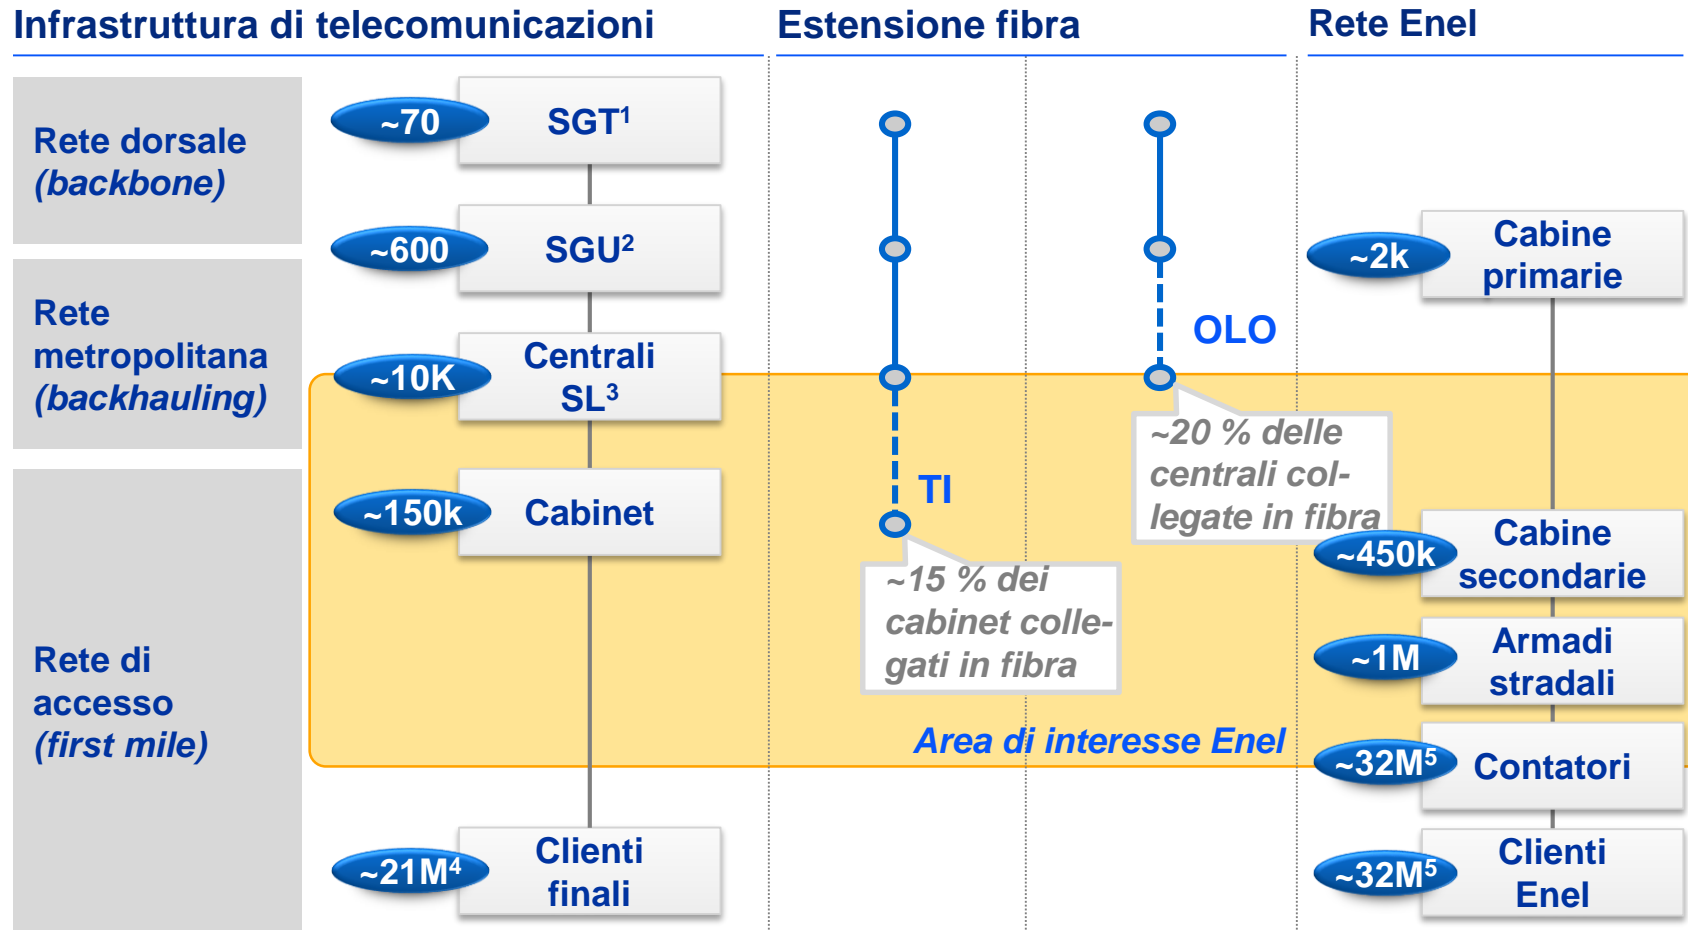 Infrastruttura di telecomunicazioni
Estensione fibra
Rete Enel
Rete dorsale
(backbone)
Rete
metropolitana
(backhauling)
Rete di
accesso
(first mile)
~70
SGT1
~600
SGU2
~10K
Centrali
SL3
~150k
Cabinet
~21M4
Clienti
finali
TI
~15 % dei
cabinet colle-
gati in fibra
OLO
~20 % delle
centrali col-
legate in fibra
Area di interesse Enel
~2k
Cabine
primarie
~450k
Cabine
secondarie
~1M
Armadi
stradali
~32M5
Contatori
~32M5
Clienti
Enel